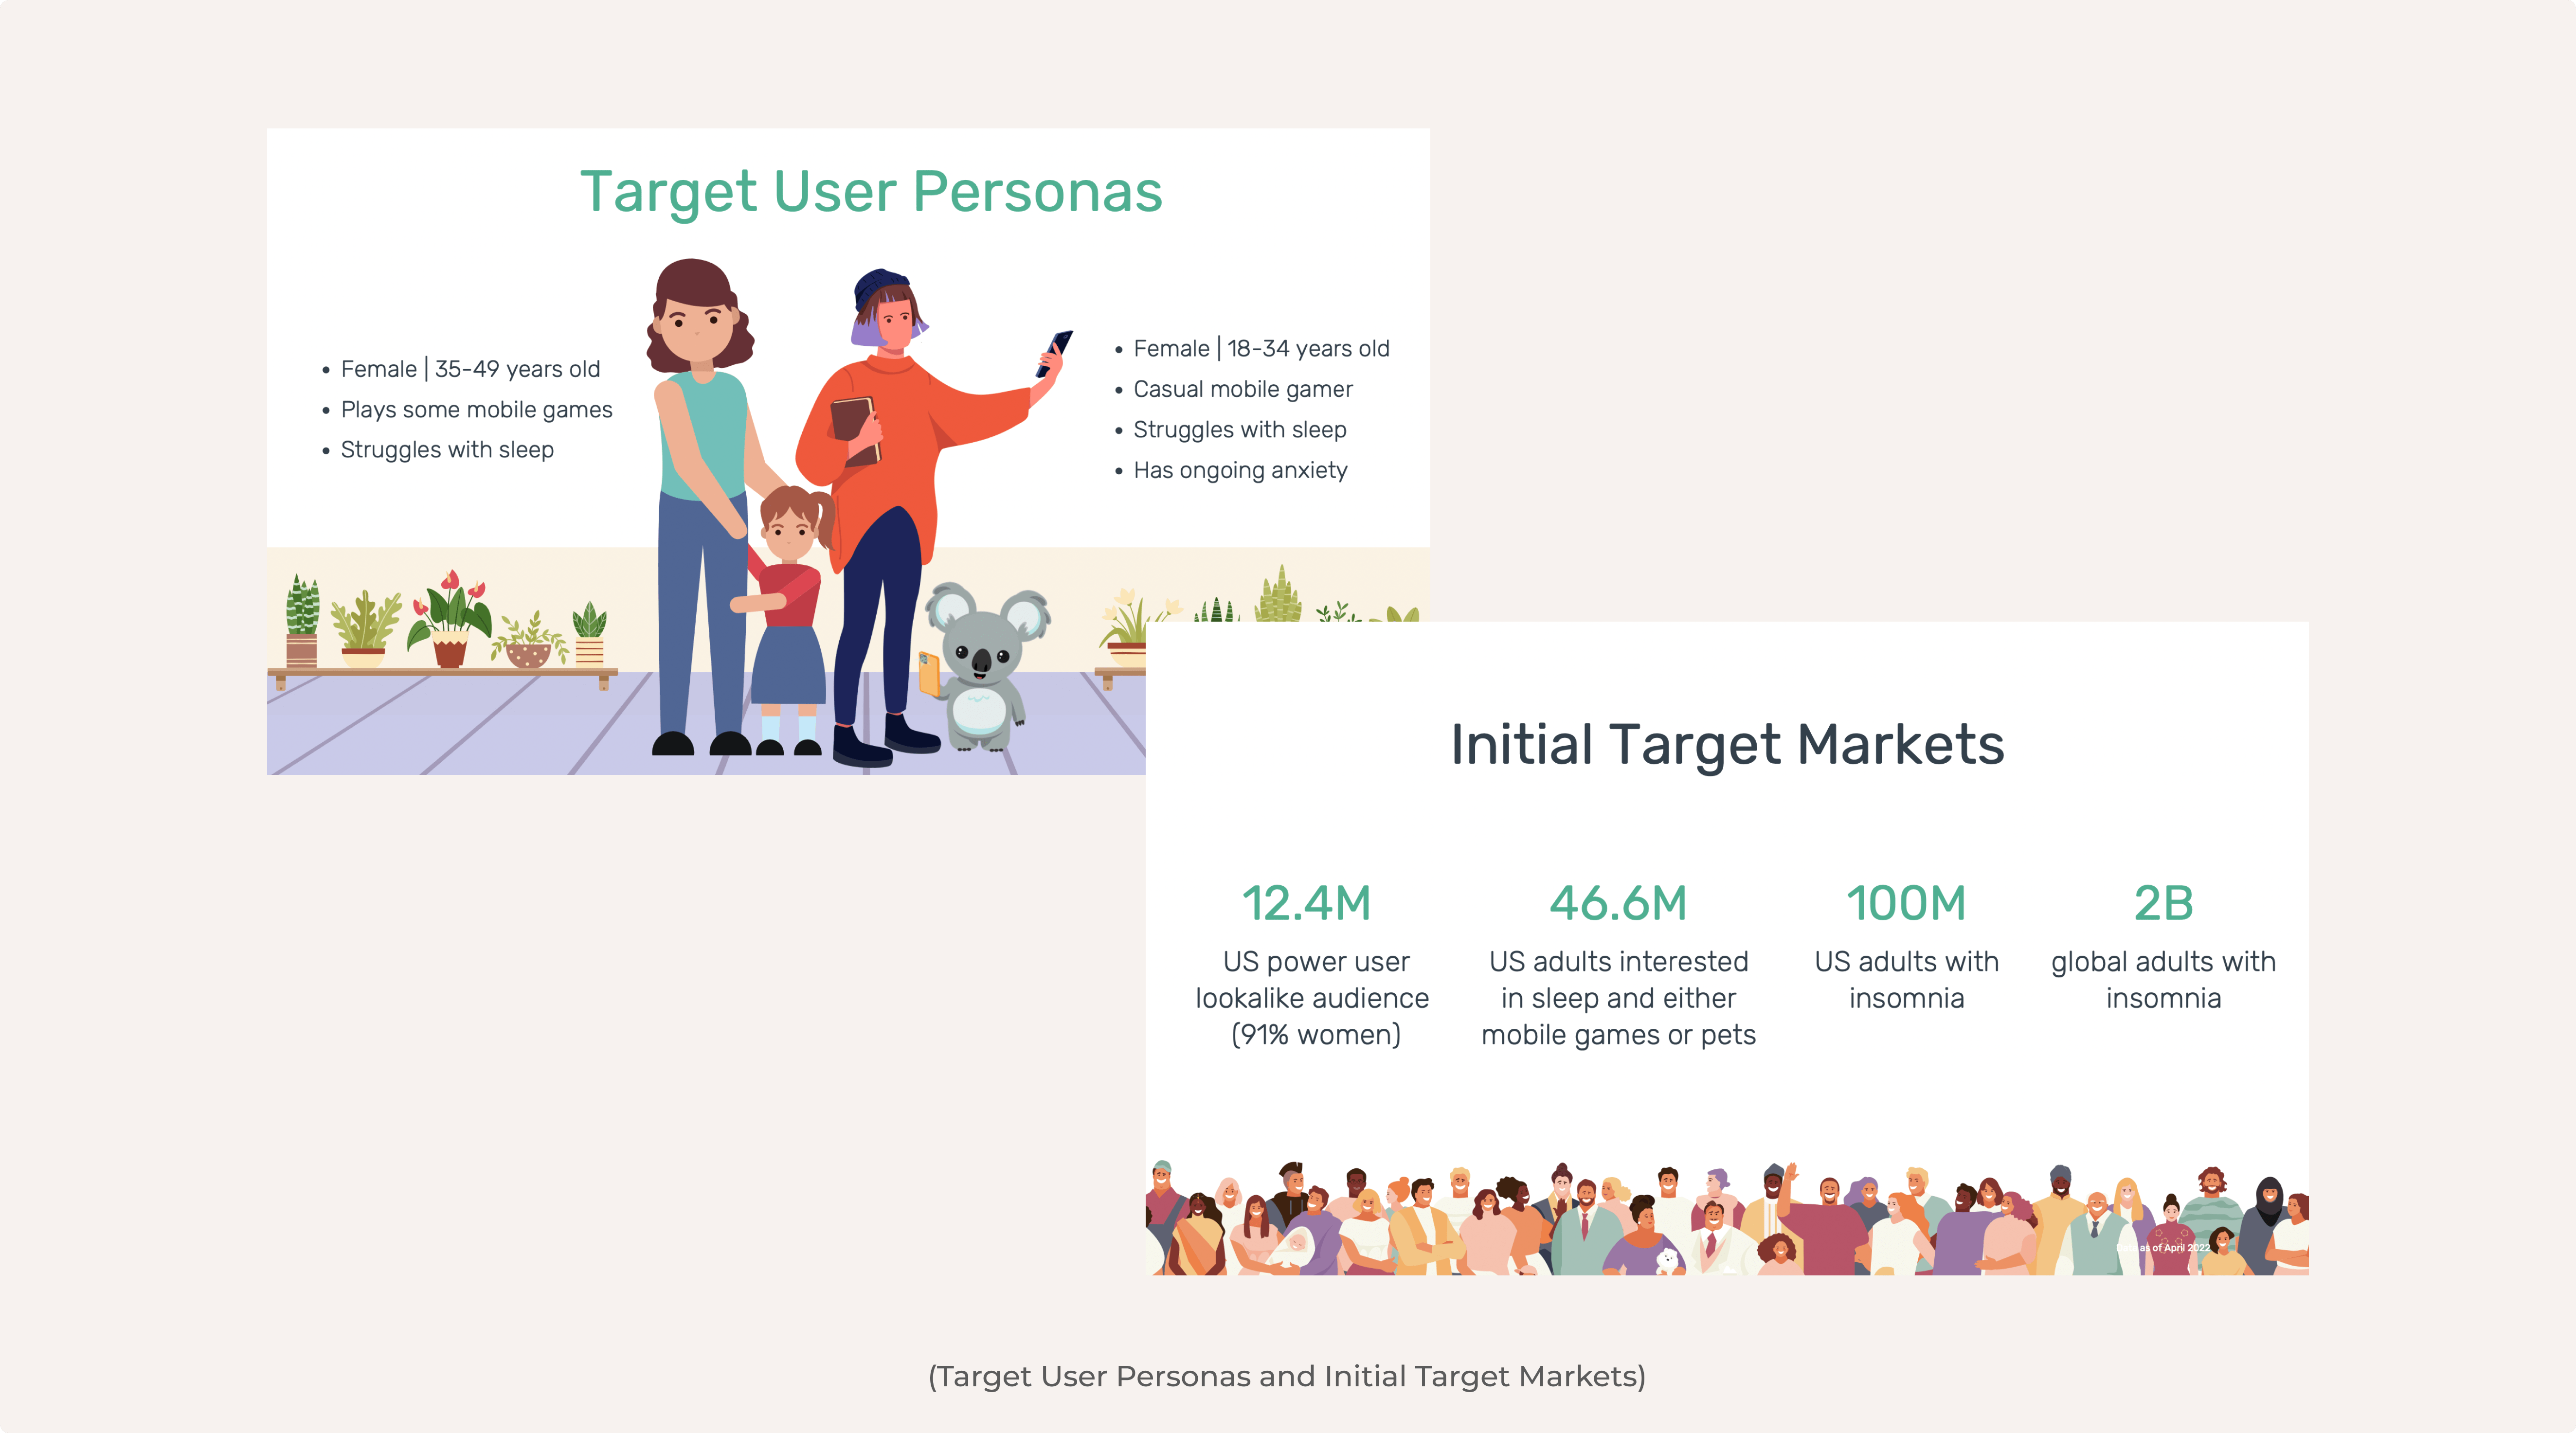 Target User Personas
• Female | 35-49 years old
• Plays some mobile games
• Struggles with sleep
• Female | 18-34 years old
• Casual mobile gamer
• Struggles with sleep
• Has ongoing anxiety
Initial Target Markets
12.4M
US power user
lookalike audience
(91% women)
46.6M
US adults interested
in sleep and either
mobile games or pets
100M
US adults with
insomnia
2B
global adults with
insomnia
as of April 2022
(Target User Personas and Initial Target Markets)